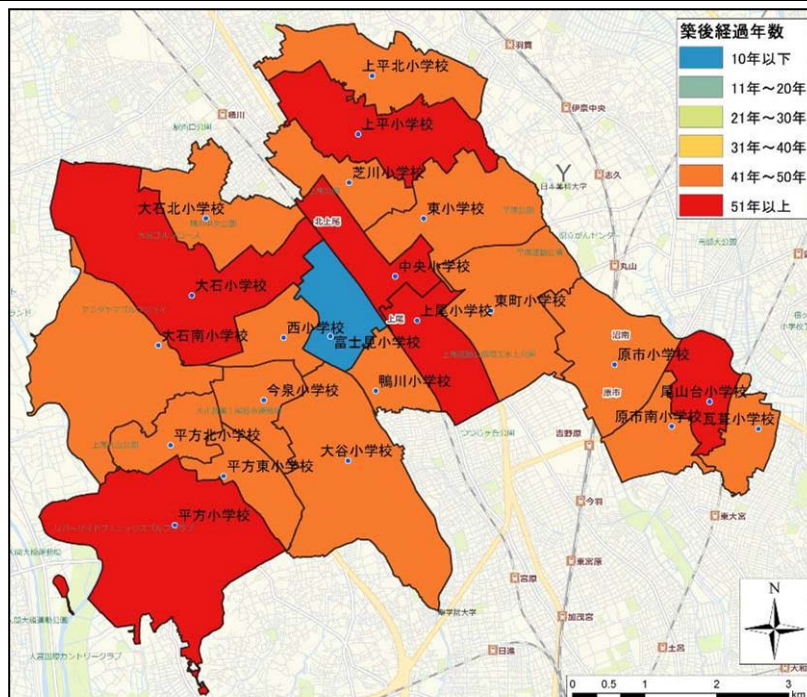 築後経過年数
10年以下
11年～20年
21年～30年
31年～40年
41年～50年
51年以上
上平北小学校
羽貫
伊奈中央
桶川
上平小学校
志久
日本薬科大学
芝川小学校
大石北小学校
東小学校
北上尾
丸山
中央小学校
大石小学校
上尾小学校
上尾
東町小学校
沼南
大石南小学校
西小学校
富士見小学校
原市小学校
原市
鴨川小学校
今泉小学校
尾山台小学校
原市南小学校
瓦葺小学校
平方北小学校
大谷小学校
吉野原
平方東小学校
今羽
平方小学校
東大宮
東宮原
宮原
加茂宮
日進
土呂
大和
N
0 0.5 1 2 3
km